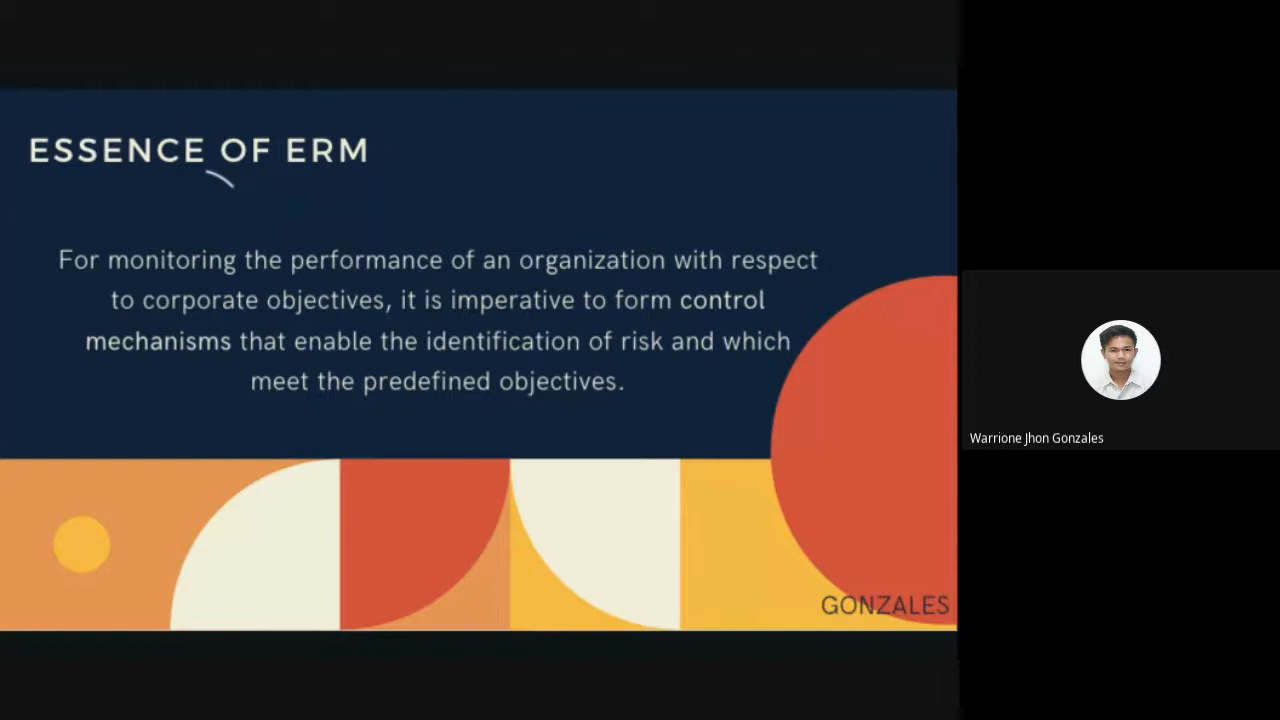 ESSENCE OF ERM
For monitoring the performance of an organization with respect
to corporate objectives, it is imperative to form control
mechanisms that enable the identification of risk and which
meet the predefined objectives.
GONZALES
Warrione Jhon Gonzales